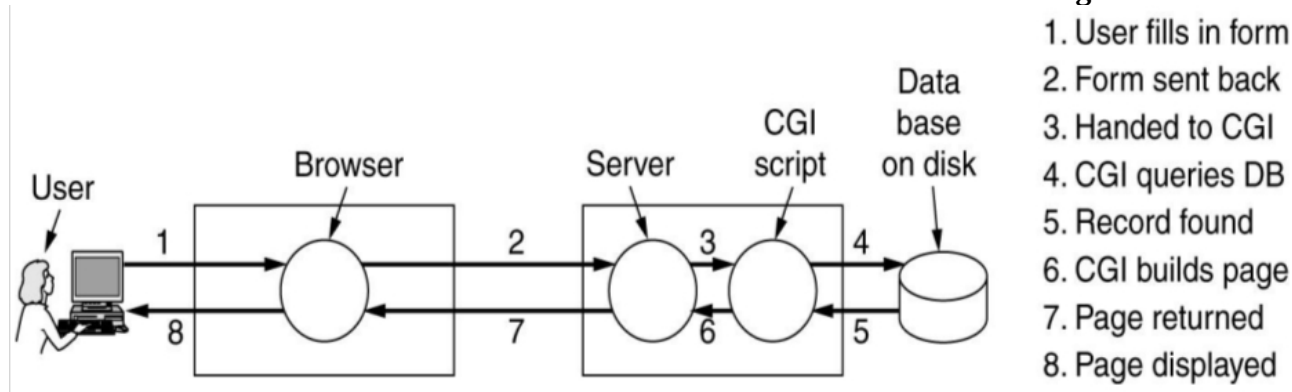 User
Browser
Server
CGI
script
Data
base
on disk
1
2
3
4
8
7
6
5
1. User fills in form
2. Form sent back
3. Handed to CGI
4. CGI queries DB
5. Record found
6. CGI builds page
7. Page returned
8. Page displayed